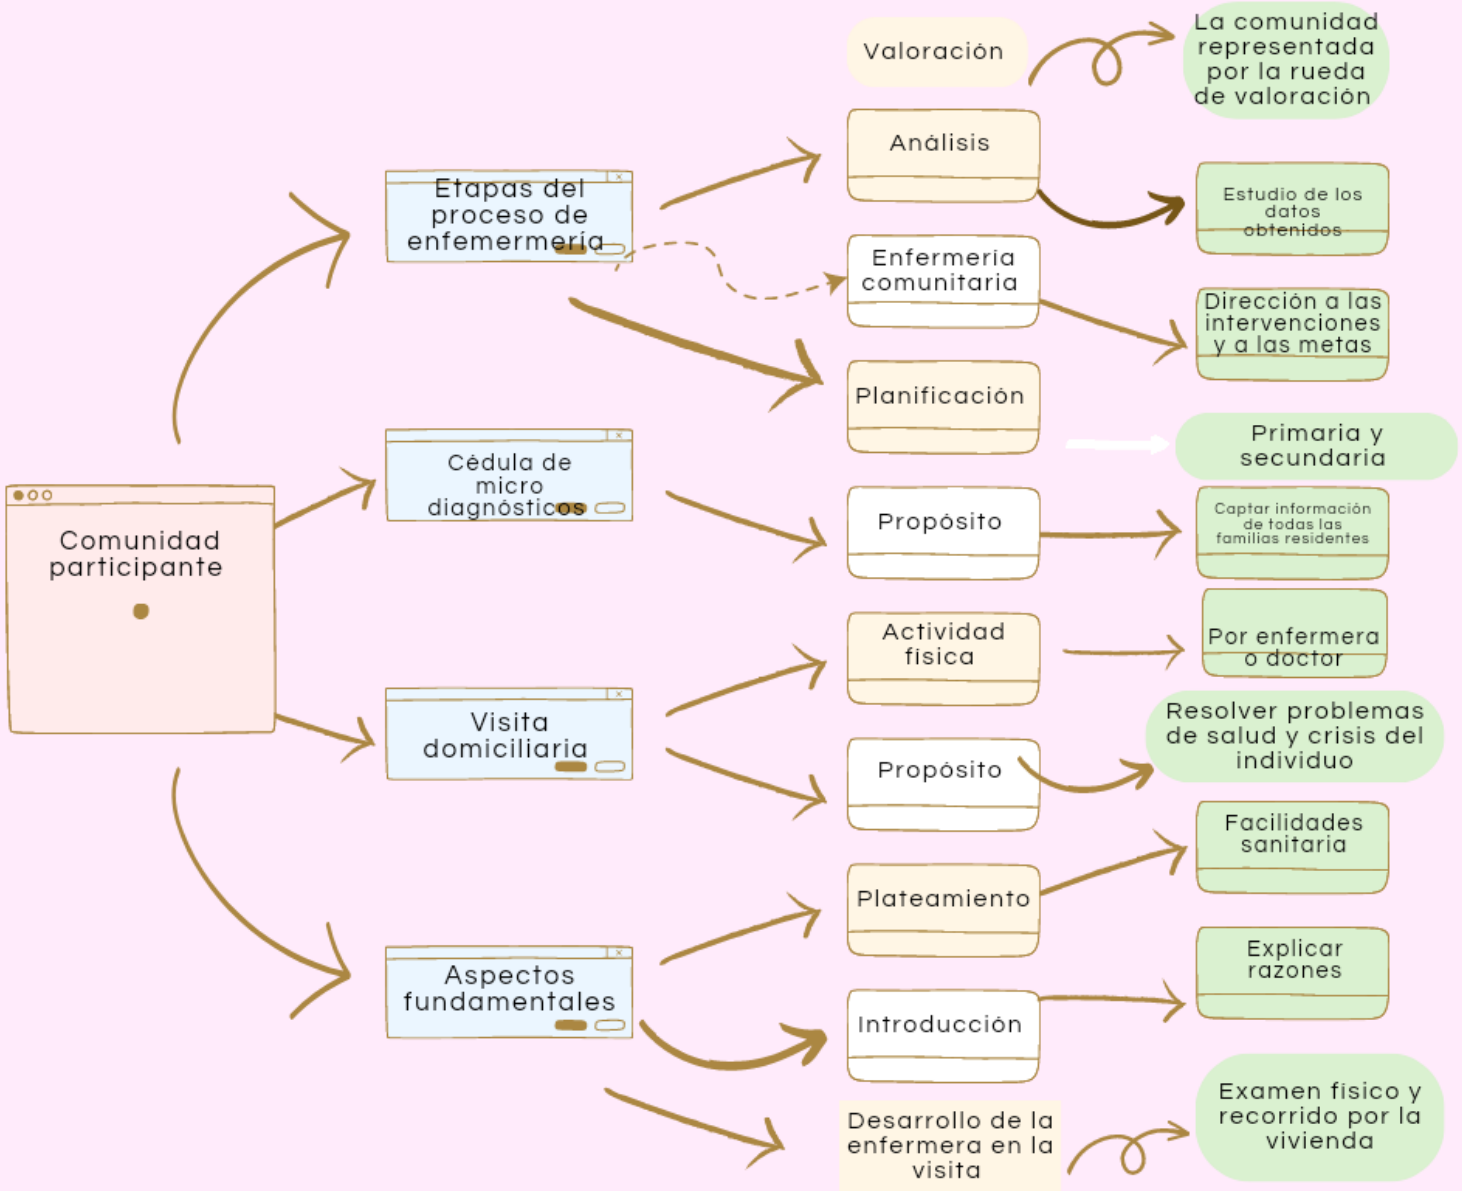 Comunidad
participante
Etapas del
proceso de
enfemermería
Cédula de
micro
diagnósticos
Visita
domiciliaria
Aspectos
fundamentales
Valoración
La comunidad
representada
por la rueda
de valoración
Análisis
Estudio de los
datos
obtenidos
Enfermería
comunitaria
Dirección a las
intervenciones
y a las metas
Planificación
Primaria y
secundaria
Propósito
Captar información
de todas las
familias residentes
Actividad
física
Por enfermera
o doctor
Propósito
Resolver problemas
de salud y crisis del
individuo
Plateamiento
Facilidades
sanitaria
Introducción
Explicar
razones
Desarrollo de la
enfermera en la
visita
Examen físico y
recorrido por la
vivienda